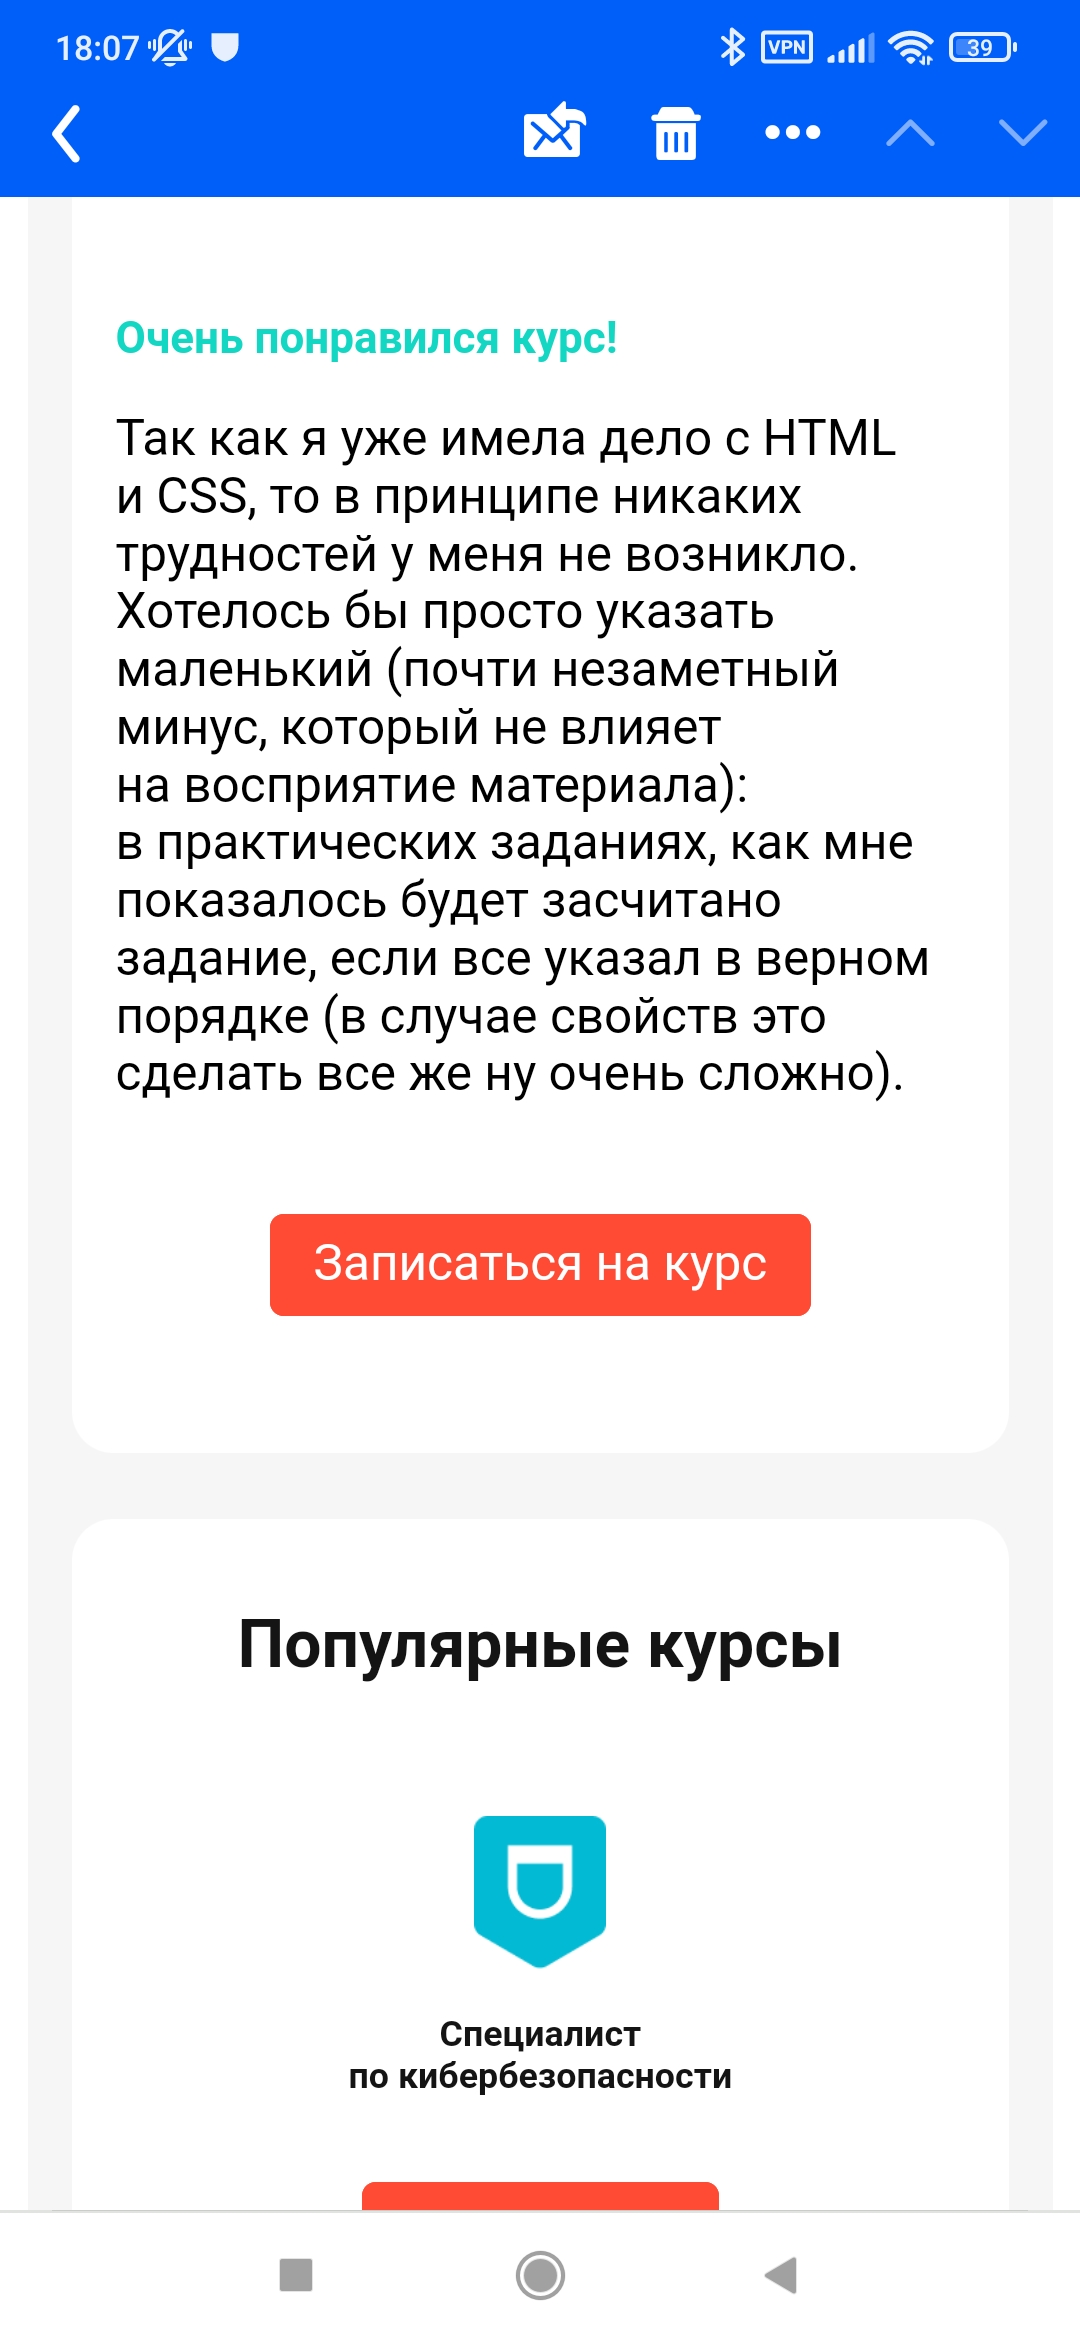 18:07
VPN
39
Очень понравился курс!
Так как я уже имела дело с HTML
и CSS, то в принципе никаких
трудностей у меня не возникло.
Хотелось бы просто указать
маленький (почти незаметный
минус, который не влияет
на восприятие материала):
в практических заданиях, как мне
показалось будет засчитано
задание, если все указал в верном
порядке (в случае свойств это
сделать все же ну очень сложно).
Записаться на курс
Популярные курсы
Специалист
по кибербезопасности